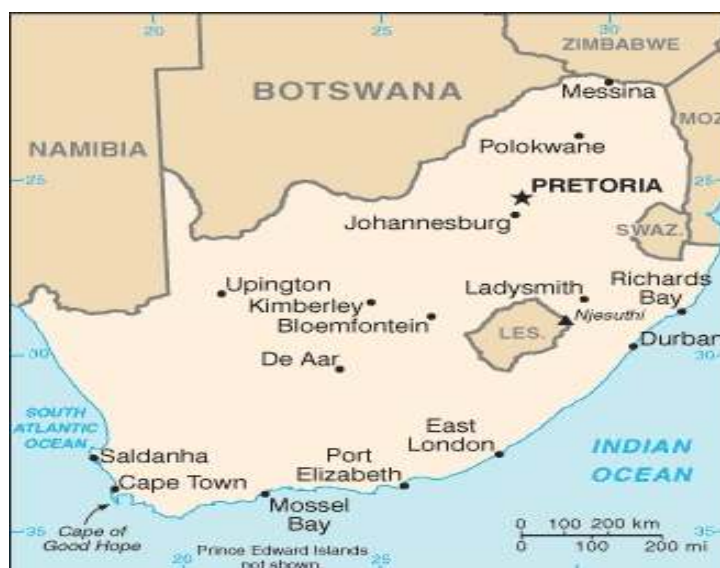 20
25
30
ZIMBABWE
BOTSWANA
Messina
NAMIBIA
MOZ
Polokwane
25
PRETORIA
25
Johannesburg
SWAZ.
Upington
Ladysmith
Richards
Bay
Kimberley
Bloemfontein
Njesuthi
LES.
Durban
30
De Aar
30
SOUTH
ATLANTIC
OCEAN
East
London
INDIAN
OCEAN
Saldanha
Port
Elizabeth
Cape Town
Mossel
Bay
Cape of
Good Hope
35
0 100 200 km
0 100 200 mi
35
20
25
Prince Edward Islands
not shown.